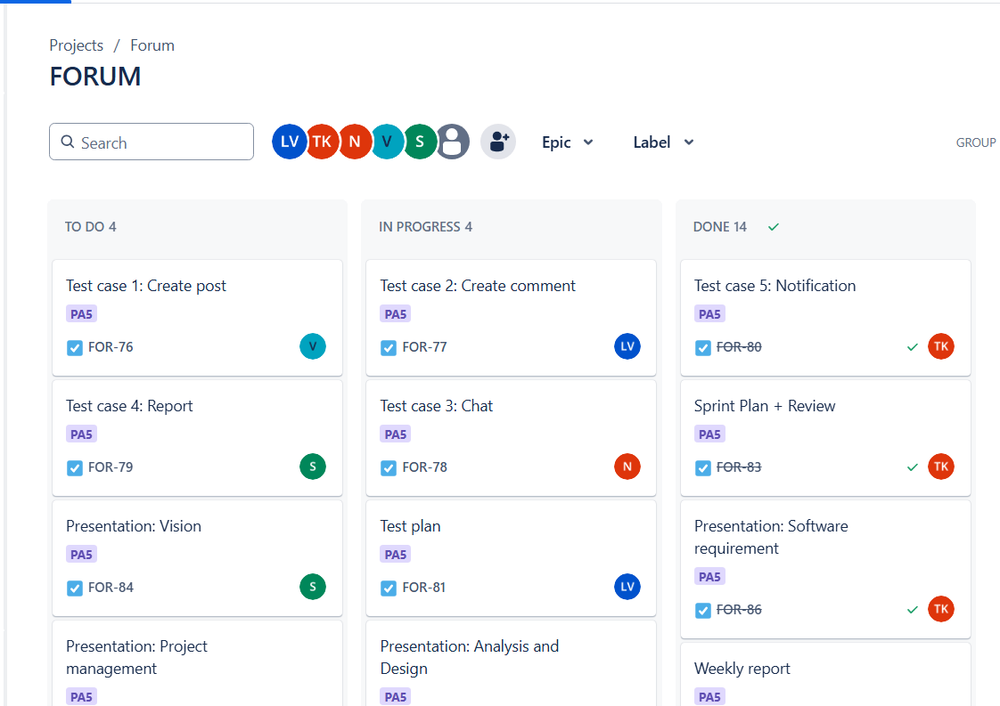 Projects / Forum
FORUM
Search
LV TK N V S
Epic
Label
GROUP
TO DO 4
Test case 1: Create post
PA5
FOR-76
V
Test case 4: Report
PA5
FOR-79
S
Presentation: Vision
PA5
FOR-84
S
Presentation: Project
management
PA5
IN PROGRESS 4
Test case 2: Create comment
PA5
FOR-77
LV
Test case 3: Chat
PA5
FOR-78
N
Test plan
PA5
FOR-81
LV
Presentation: Analysis and
Design
PA5
DONE 14
Test case 5: Notification
PA5
FOR-80
TK
Sprint Plan + Review
PA5
FOR-83
TK
Presentation: Software
requirement
PA5
FOR-86
TK
Weekly report
PA5